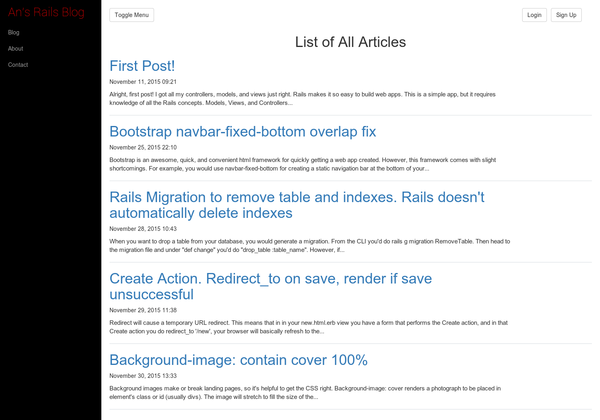 An's Rails Blog
Blog
About
Contact
Toggle Menu
Login
Sign Up
List of All Articles
First Post!
November 11, 2015 09:21
Alright, first post! I got all my controllers, models, and views just right. Rails makes it so easy to build web apps. This is a simple app, but it requires
knowledge of all the Rails concepts. Models, Views, and Controllers...
Bootstrap navbar-fixed-bottom overlap fix
November 25, 2015 22:10
Bootstrap is an awesome, quick, and convenient html framework for quickly getting a web app created. However, this framework comes with slight
shortcomings. For example, you would use navbar-fixed-bottom for creating a static navigation bar at the bottom of your...
Rails Migration to remove table and indexes. Rails doesn't
automatically delete indexes
November 28, 2015 10:43
When you want to drop a table from your database, you would generate a migration. From the CLI you'd do rails g migration RemoveTable. Then head to
the migration file and under "def change" you'd do "drop_table :table_name". However, if...
Create Action. Redirect_to on save, render if save
unsuccessful
November 29, 2015 11:38
Redirect will cause a temporary URL redirect. This means that in in your new.html.erb view you have a form that performs the Create action, and in that
Create action you do redirect_to '/new', your browser will basically refresh to the...
Background-image: contain cover 100%
November 30, 2015 13:33
Background images make or break landing pages, so it's helpful to get the CSS right. Background-image: cover renders a photograph to be placed in
element's class or id (usually divs). The image will stretch to fill the size of the...